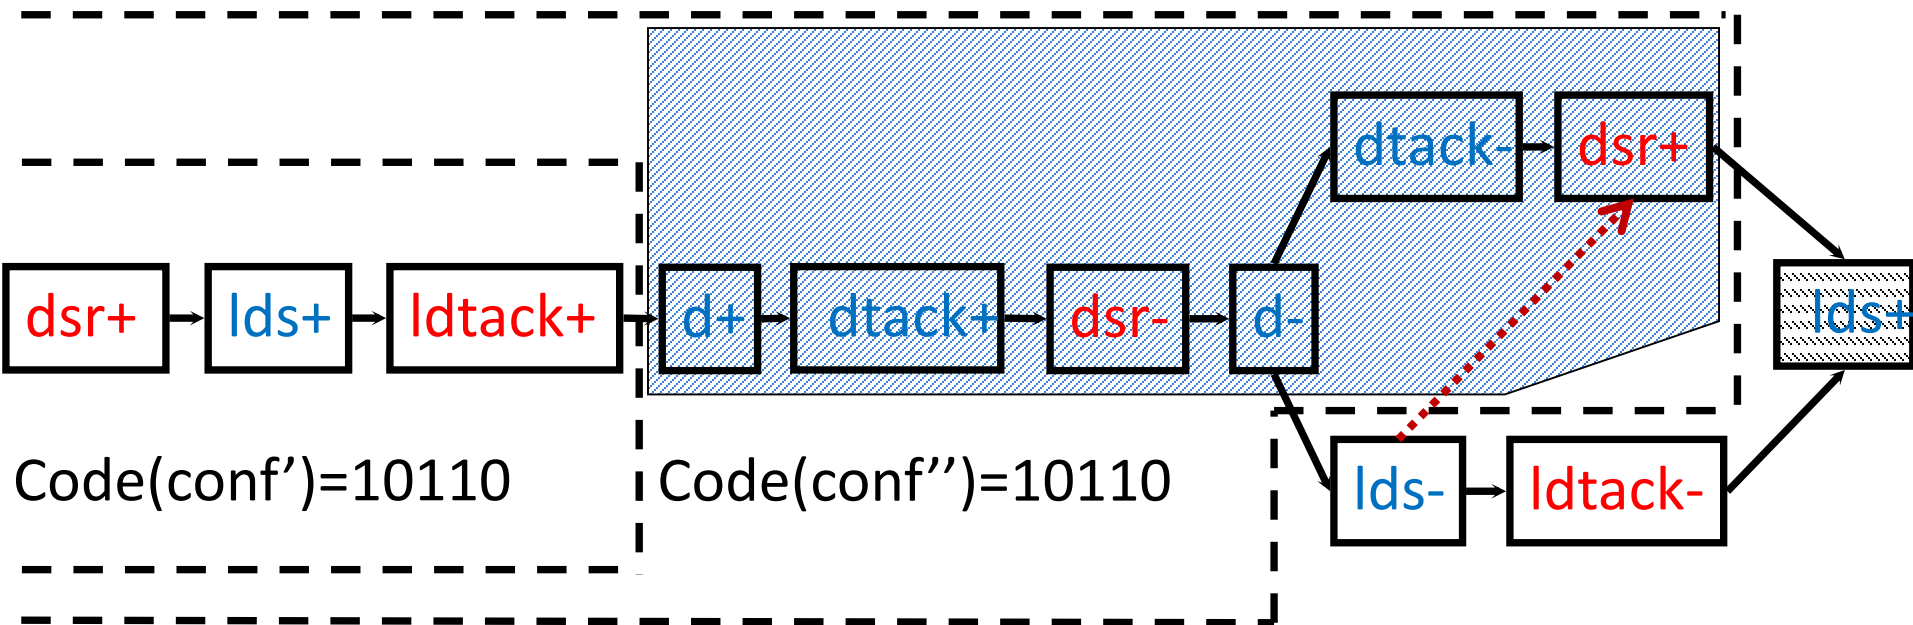 dtack- dsr+
dsr+ lds+ ldtack+ d+ dtack+ dsr- d- lds+
Code(conf’)=10110 Code(conf’’)=10110 lds- ldtack-